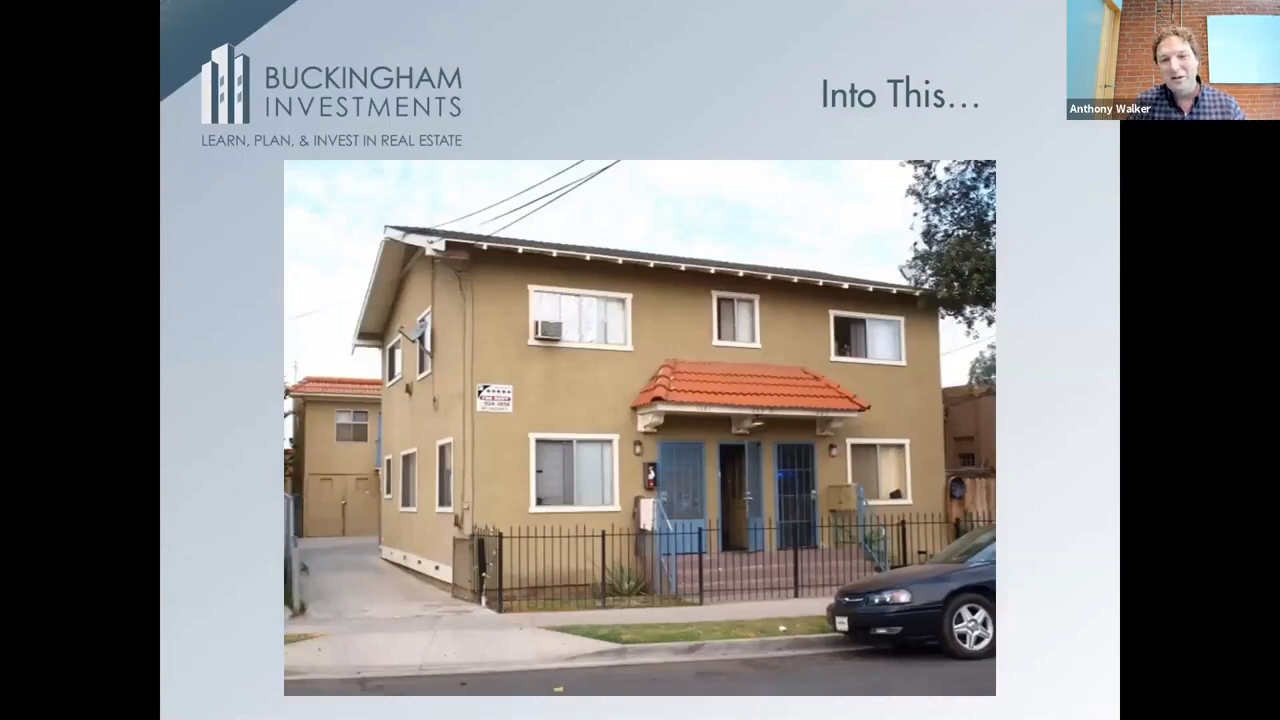 BUCKINGHAM
INVESTMENTS
LEARN, PLAN, & INVEST IN REAL ESTATE
Into This...
Anthony Walker
FOR RENT